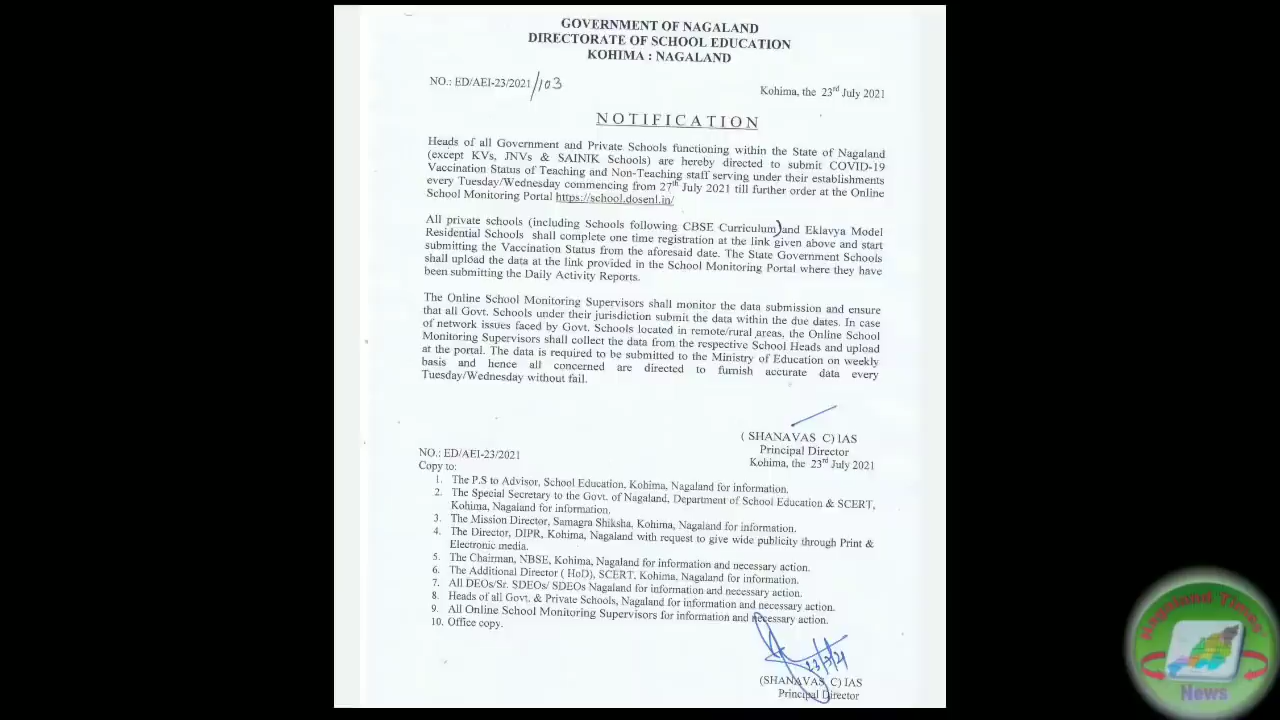 GOVERNMENT OF NAGALAND
DIRECTORATE OF SCHOOL EDUCATION
KOHIMA : NAGALAND
NO.: ED/AEI-23/2021/103
Kohima, the 23rd July 2021
NOTIFICATION
Heads of all Government and Private Schools functioning within the State of Nagaland
(except KVs, JNVs & SAINIK Schools) are hereby directed to submit COVID-19
Vaccination Status of Teaching and Non-Teaching staff serving under their establishments
every Tuesday/Wednesday commencing from 27th July 2021 till further order at the Online
School Monitoring Portal https://school.dosenl.in/
All private schools (including Schools following CBSE Curriculum) and Eklavya Model
Residential Schools shall complete one time registration at the link given above and start
submitting the Vaccination Status from the aforesaid date. The State Government Schools
shall upload the data at the link provided in the School Monitoring Portal where they have
been submitting the Daily Activity Reports.
The Online School Monitoring Supervisors shall monitor the data submission and ensure
that all Govt. Schools under their jurisdiction submit the data within the due dates. In case
of network issues faced by Govt. Schools located in remote/rural areas, the Online School
Monitoring Supervisors shall collect the data from the respective School Heads and upload
at the portal. The data is required to be submitted to the Ministry of Education on weekly
basis and hence all concerned are directed to furnish accurate data every
Tuesday/Wednesday without fail.
( SHANAVAS C) IAS
Principal Director
Kohima, the 23rd July 2021
NO.: ED/AEI-23/2021
Copy to:
1. The P.S to Advisor, School Education, Kohima, Nagaland for information.
2. The Special Secretary to the Govt. of Nagaland, Department of School Education & SCERT,
Kohima, Nagaland for information.
3. The Mission Director, Samagra Shiksha, Kohima, Nagaland for information.
4. The Director, DIPR, Kohima, Nagaland with request to give wide publicity through Print &
Electronic media.
5. The Chairman, NBSE, Kohima, Nagaland for information and necessary action.
6. The Additional Director ( HoD), SCERT, Kohima, Nagaland for information.
7. All DEOs/Sr. SDEOs/ SDEOs Nagaland for information and necessary action.
8. Heads of all Govt. & Private Schools, Nagaland for information and necessary action.
9. All Online School Monitoring Supervisors for information and necessary action.
10. Office copy.
23/7/21
(SHANAVAS C) IAS
Principal Director
Nagaland Times
News